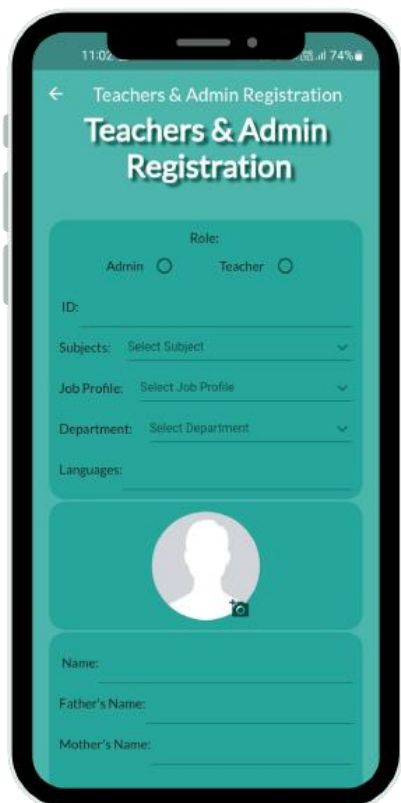 11:02
74%
Teachers & Admin Registration
Teachers & Admin
Registration
Role:
Admin Teacher
ID:
Subjects: Select Subject
Job Profile: Select Job Profile
Department: Select Department
Languages:
Name:
Father's Name:
Mother's Name: